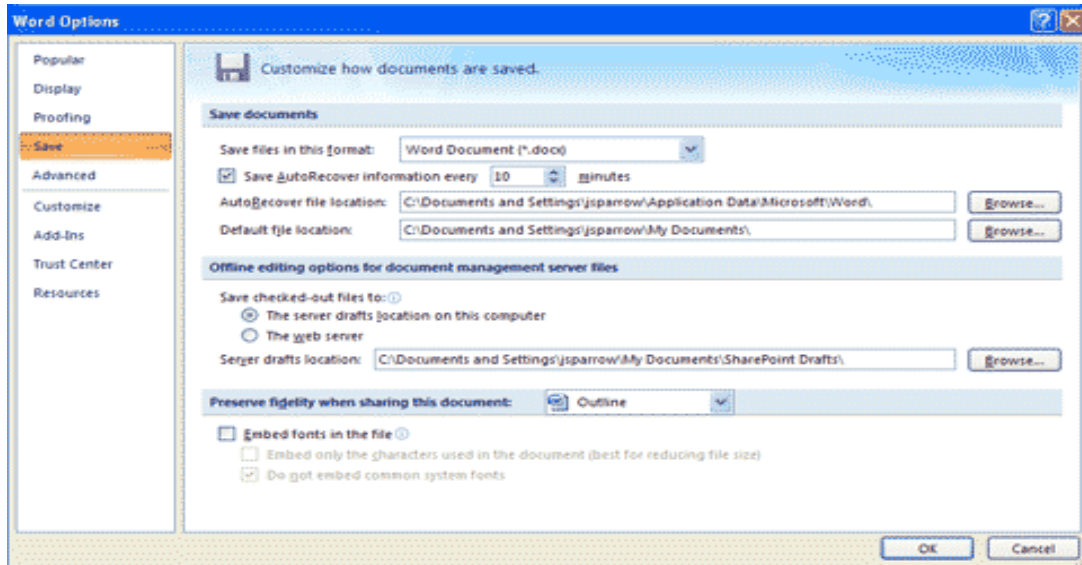 Word Options
Popular
Display
Proofing
Save
Advanced
Customize
Add-Ins
Trust Center
Resources
Customize how documents are saved.
Save documents
Save files in this format: Word Document (*.docx)
Save AutoRecover information every 10 minutes
AutoRecover file location: C:\Documents and Settings\jsparrow\Application Data\Microsoft\Word\ Browse...
Default file location: C:\Documents and Settings\jsparrow\My Documents\ Browse...
Offline editing options for document management server files
Save checked-out files to:
The server drafts location on this computer
The web server
Server drafts location: C:\Documents and Settings\jsparrow\My Documents\SharePoint Drafts\ Browse...
Preserve fidelity when sharing this document: Outline
Embed fonts in the file
Embed only the characters used in the document (best for reducing file size)
Do not embed common system fonts
OK Cancel